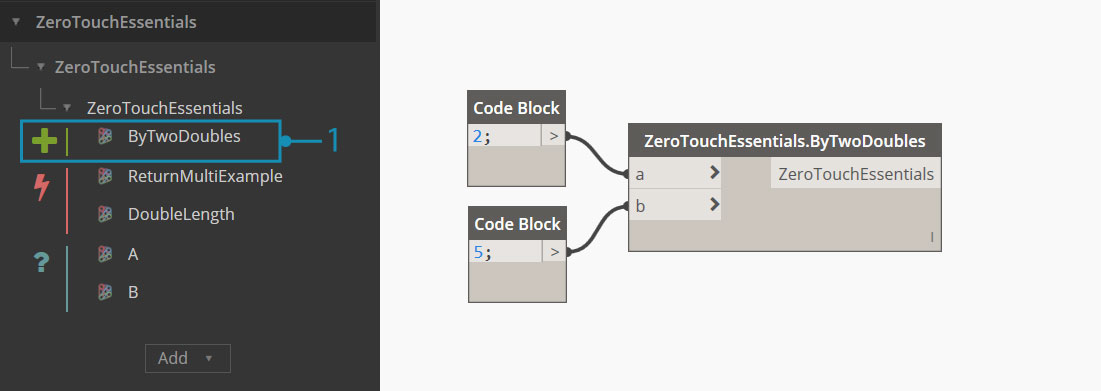 ZeroTouchEssentials
ZeroTouchEssentials
ZeroTouchEssentials
ByTwoDoubles
1
ReturnMultiExample
DoubleLength
? A
B
Add
Code Block
2; >
Code Block
5; >
ZeroTouchEssentials.ByTwoDoubles
a > ZeroTouchEssentials
b >
l